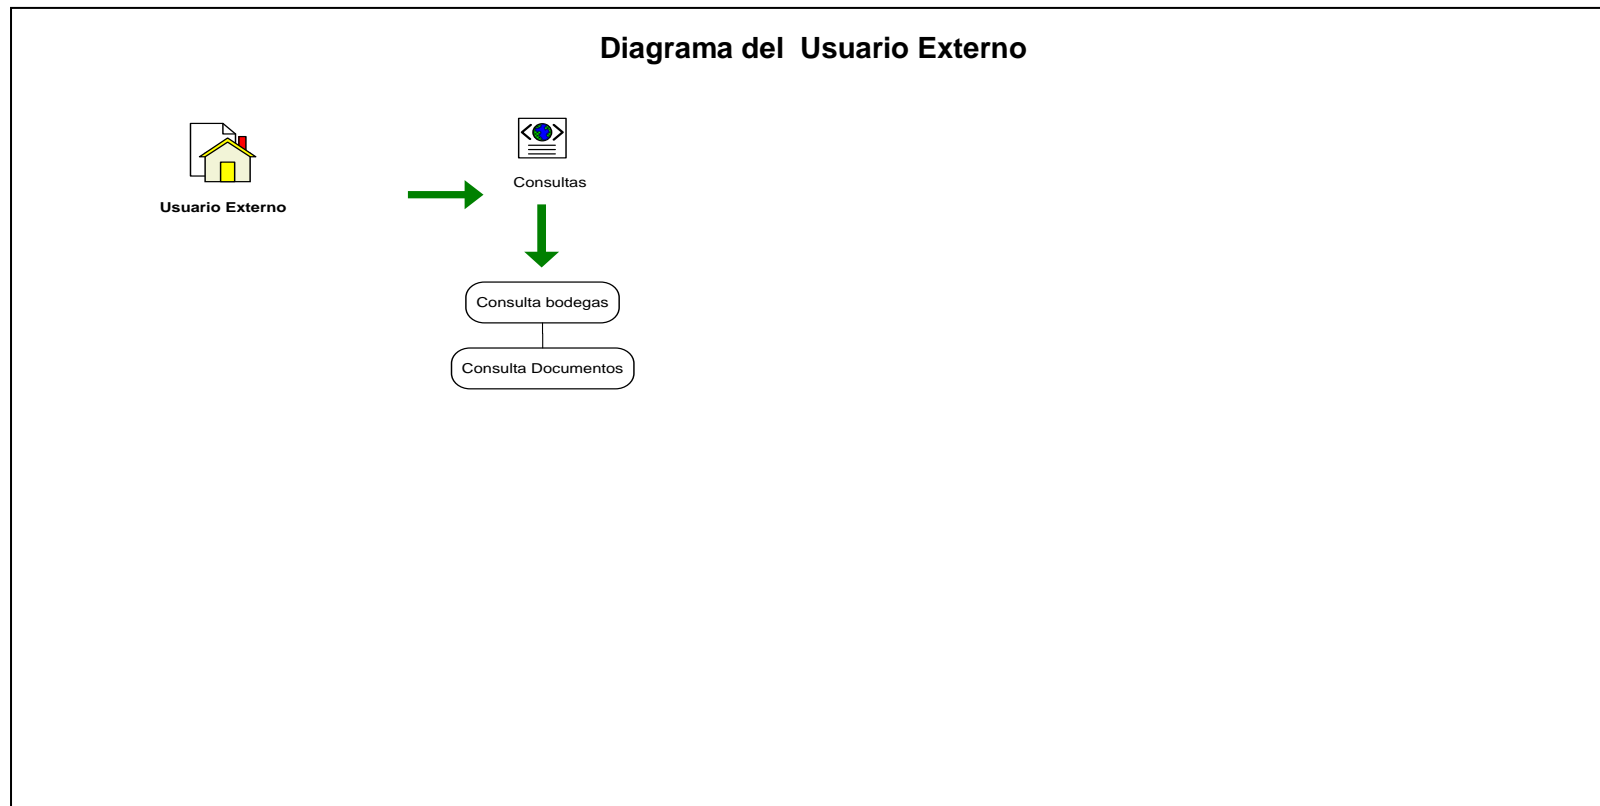 Diagrama del  Usuario Externo
Consultas
Usuario Externo
Consulta bodegas
Consulta Documentos